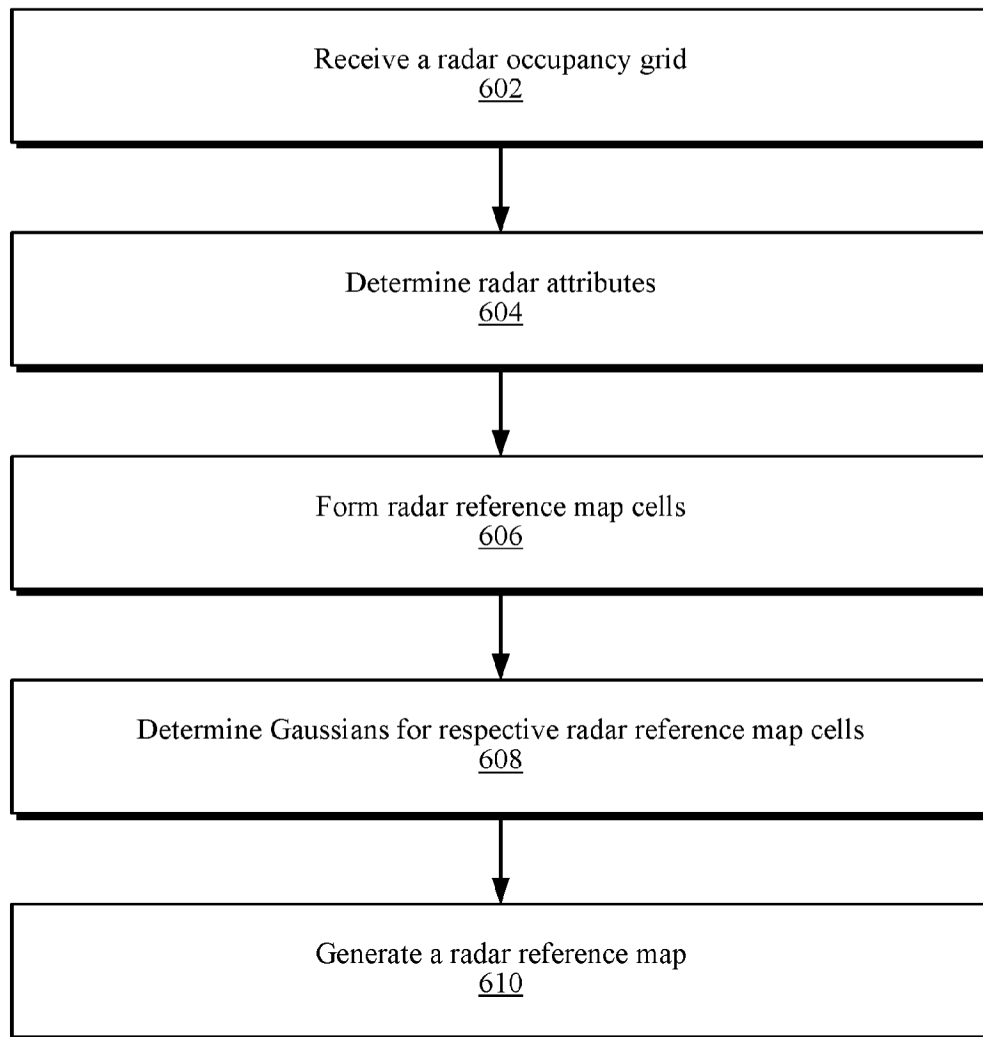 Receive a radar occupancy grid
602
Determine radar attributes
604
Form radar reference map cells
606
Determine Gaussians for respective radar reference map cells
608
Generate a radar reference map
610